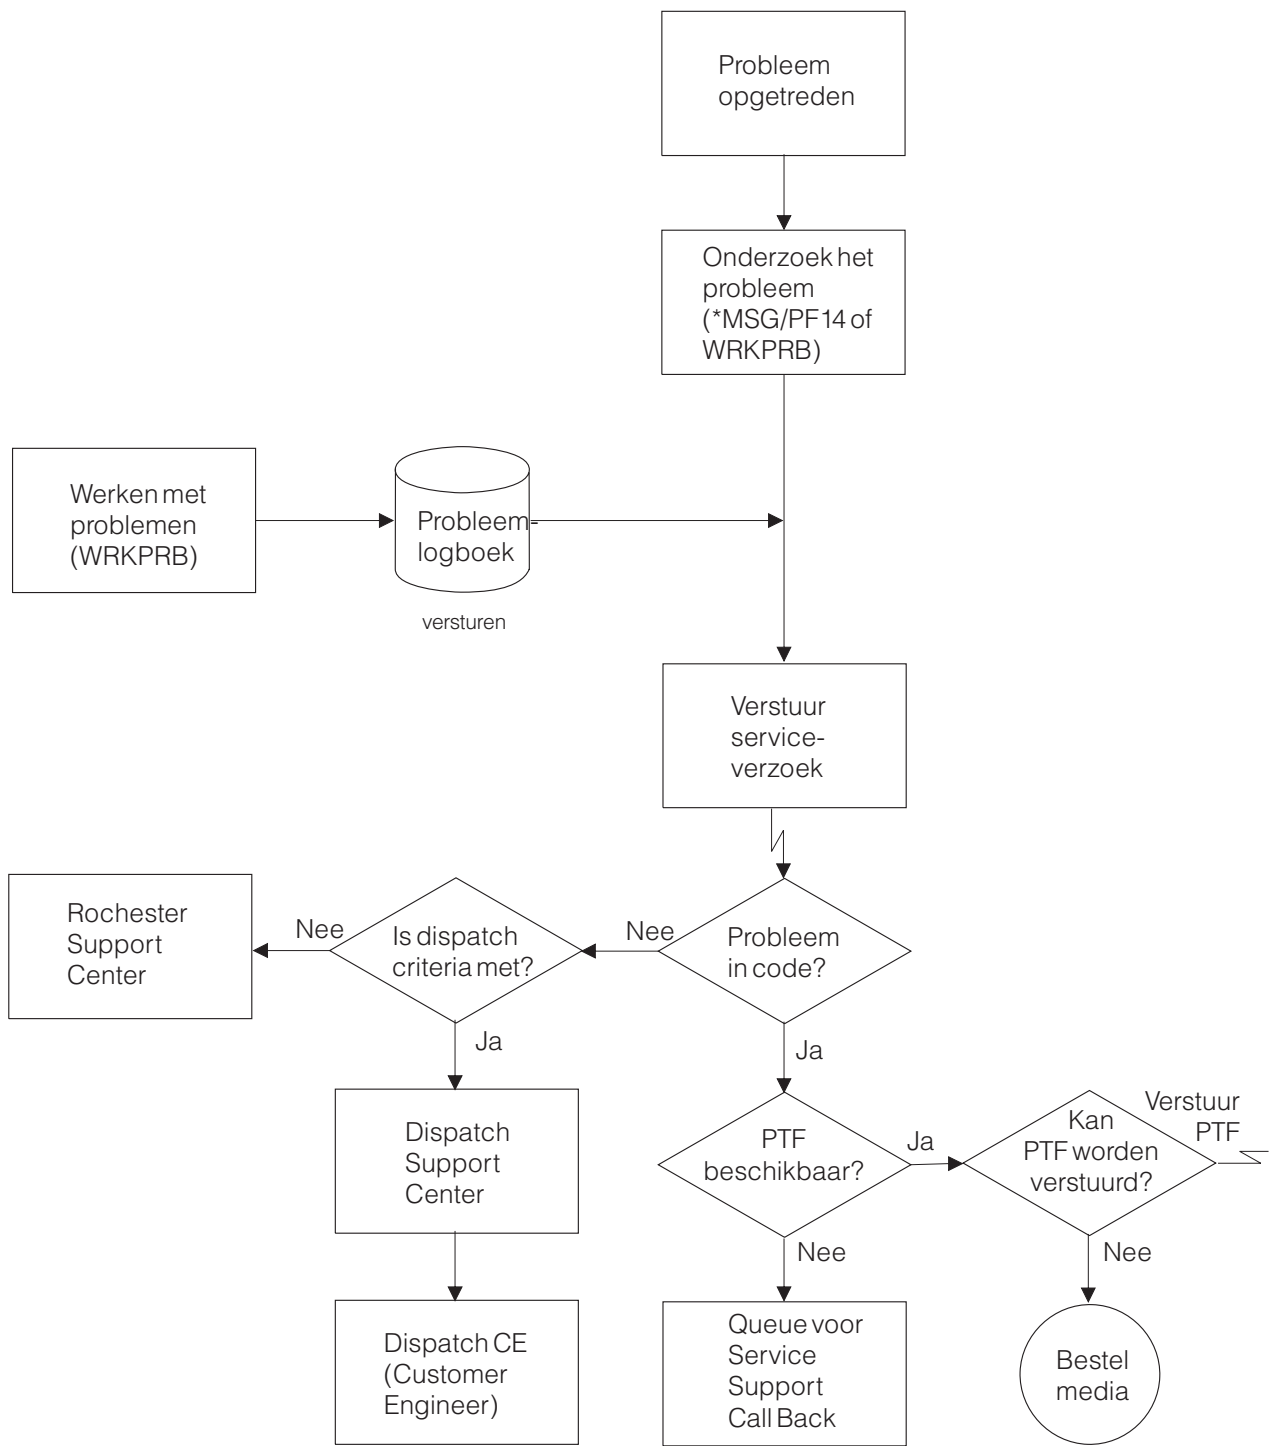 Probleem
opgetreden
Onderzoek het
probleem
(*MSG/PF14 of
WRKPRB)
Werken met
problemen
(WRKPRB)
Probleem-
logboek
versturen
Verstuur
service-
verzoek
Rochester
Support
Center
Nee
Is dispatch
criteria met?
Nee
Probleem
in code?
Ja
Ja
Dispatch
Support
Center
PTF
beschikbaar?
Ja
Kan
PTF worden
verstuurd?
Verstuur
PTF
Nee
Nee
Dispatch CE
(Customer
Engineer)
Queue voor
Service
Support
Call Back
Bestel
media